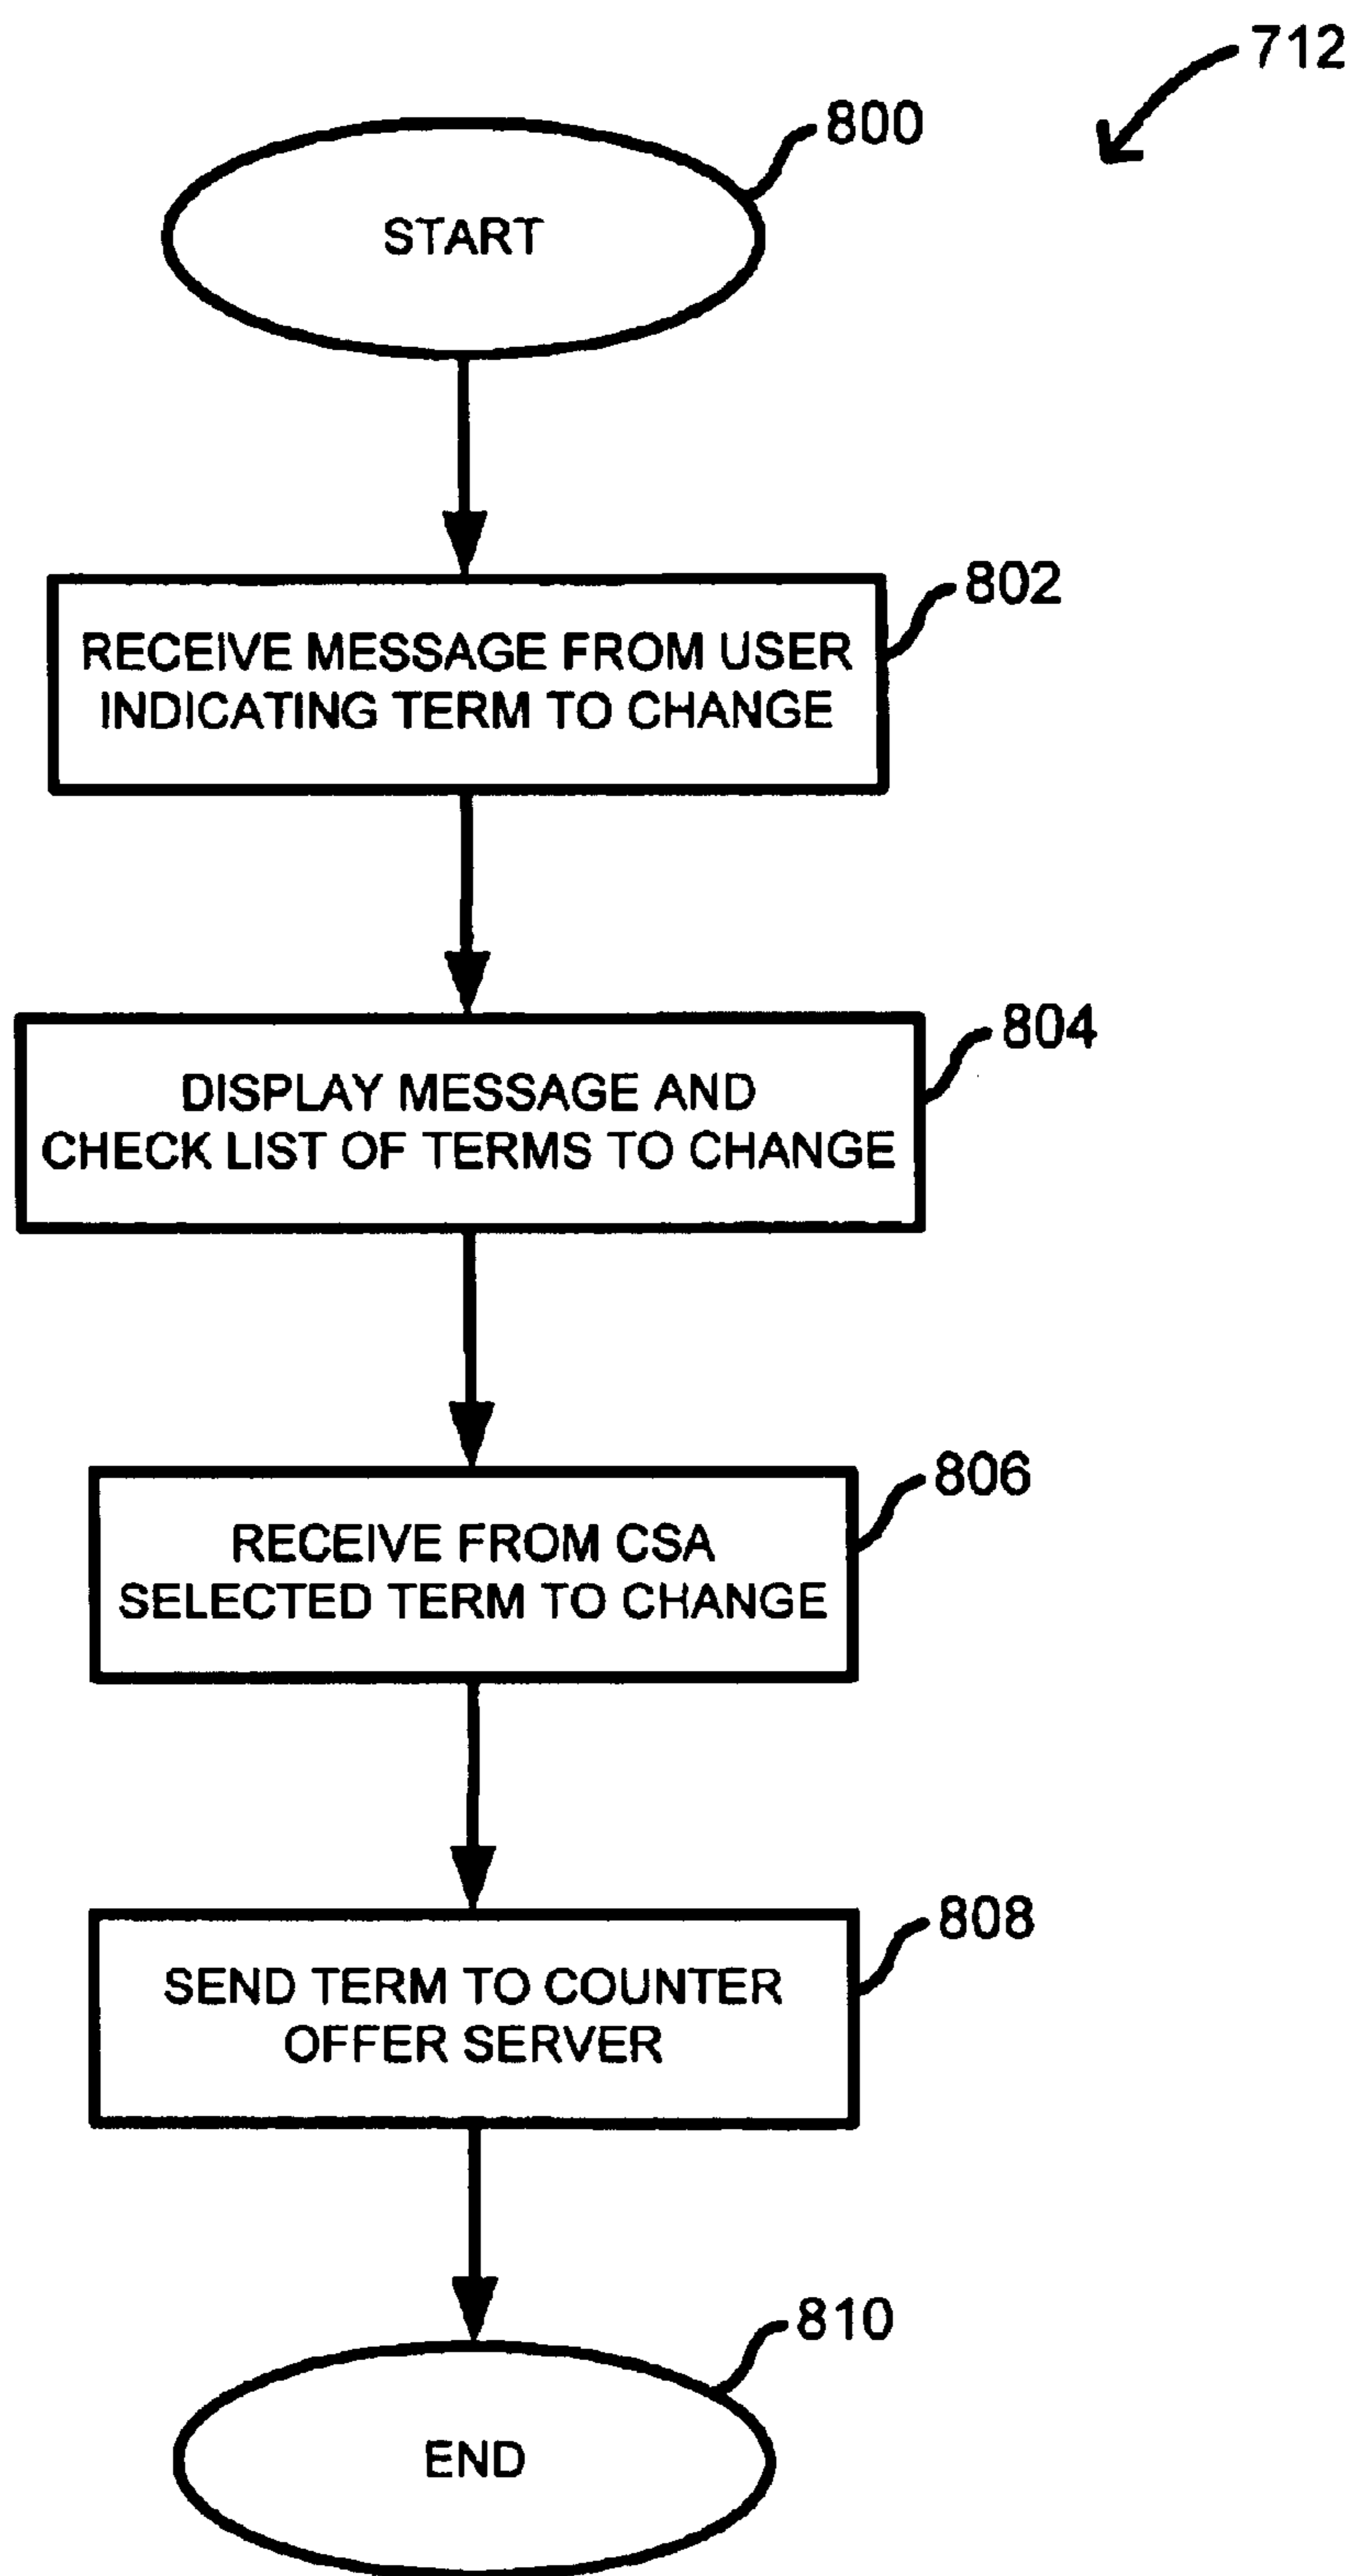 712
800
START
802
RECEIVE MESSAGE FROM USER
INDICATING TERM TO CHANGE
804
DISPLAY MESSAGE AND
CHECK LIST OF TERMS TO CHANGE
806
RECEIVE FROM CSA
SELECTED TERM TO CHANGE
808
SEND TERM TO COUNTER
OFFER SERVER
810
END